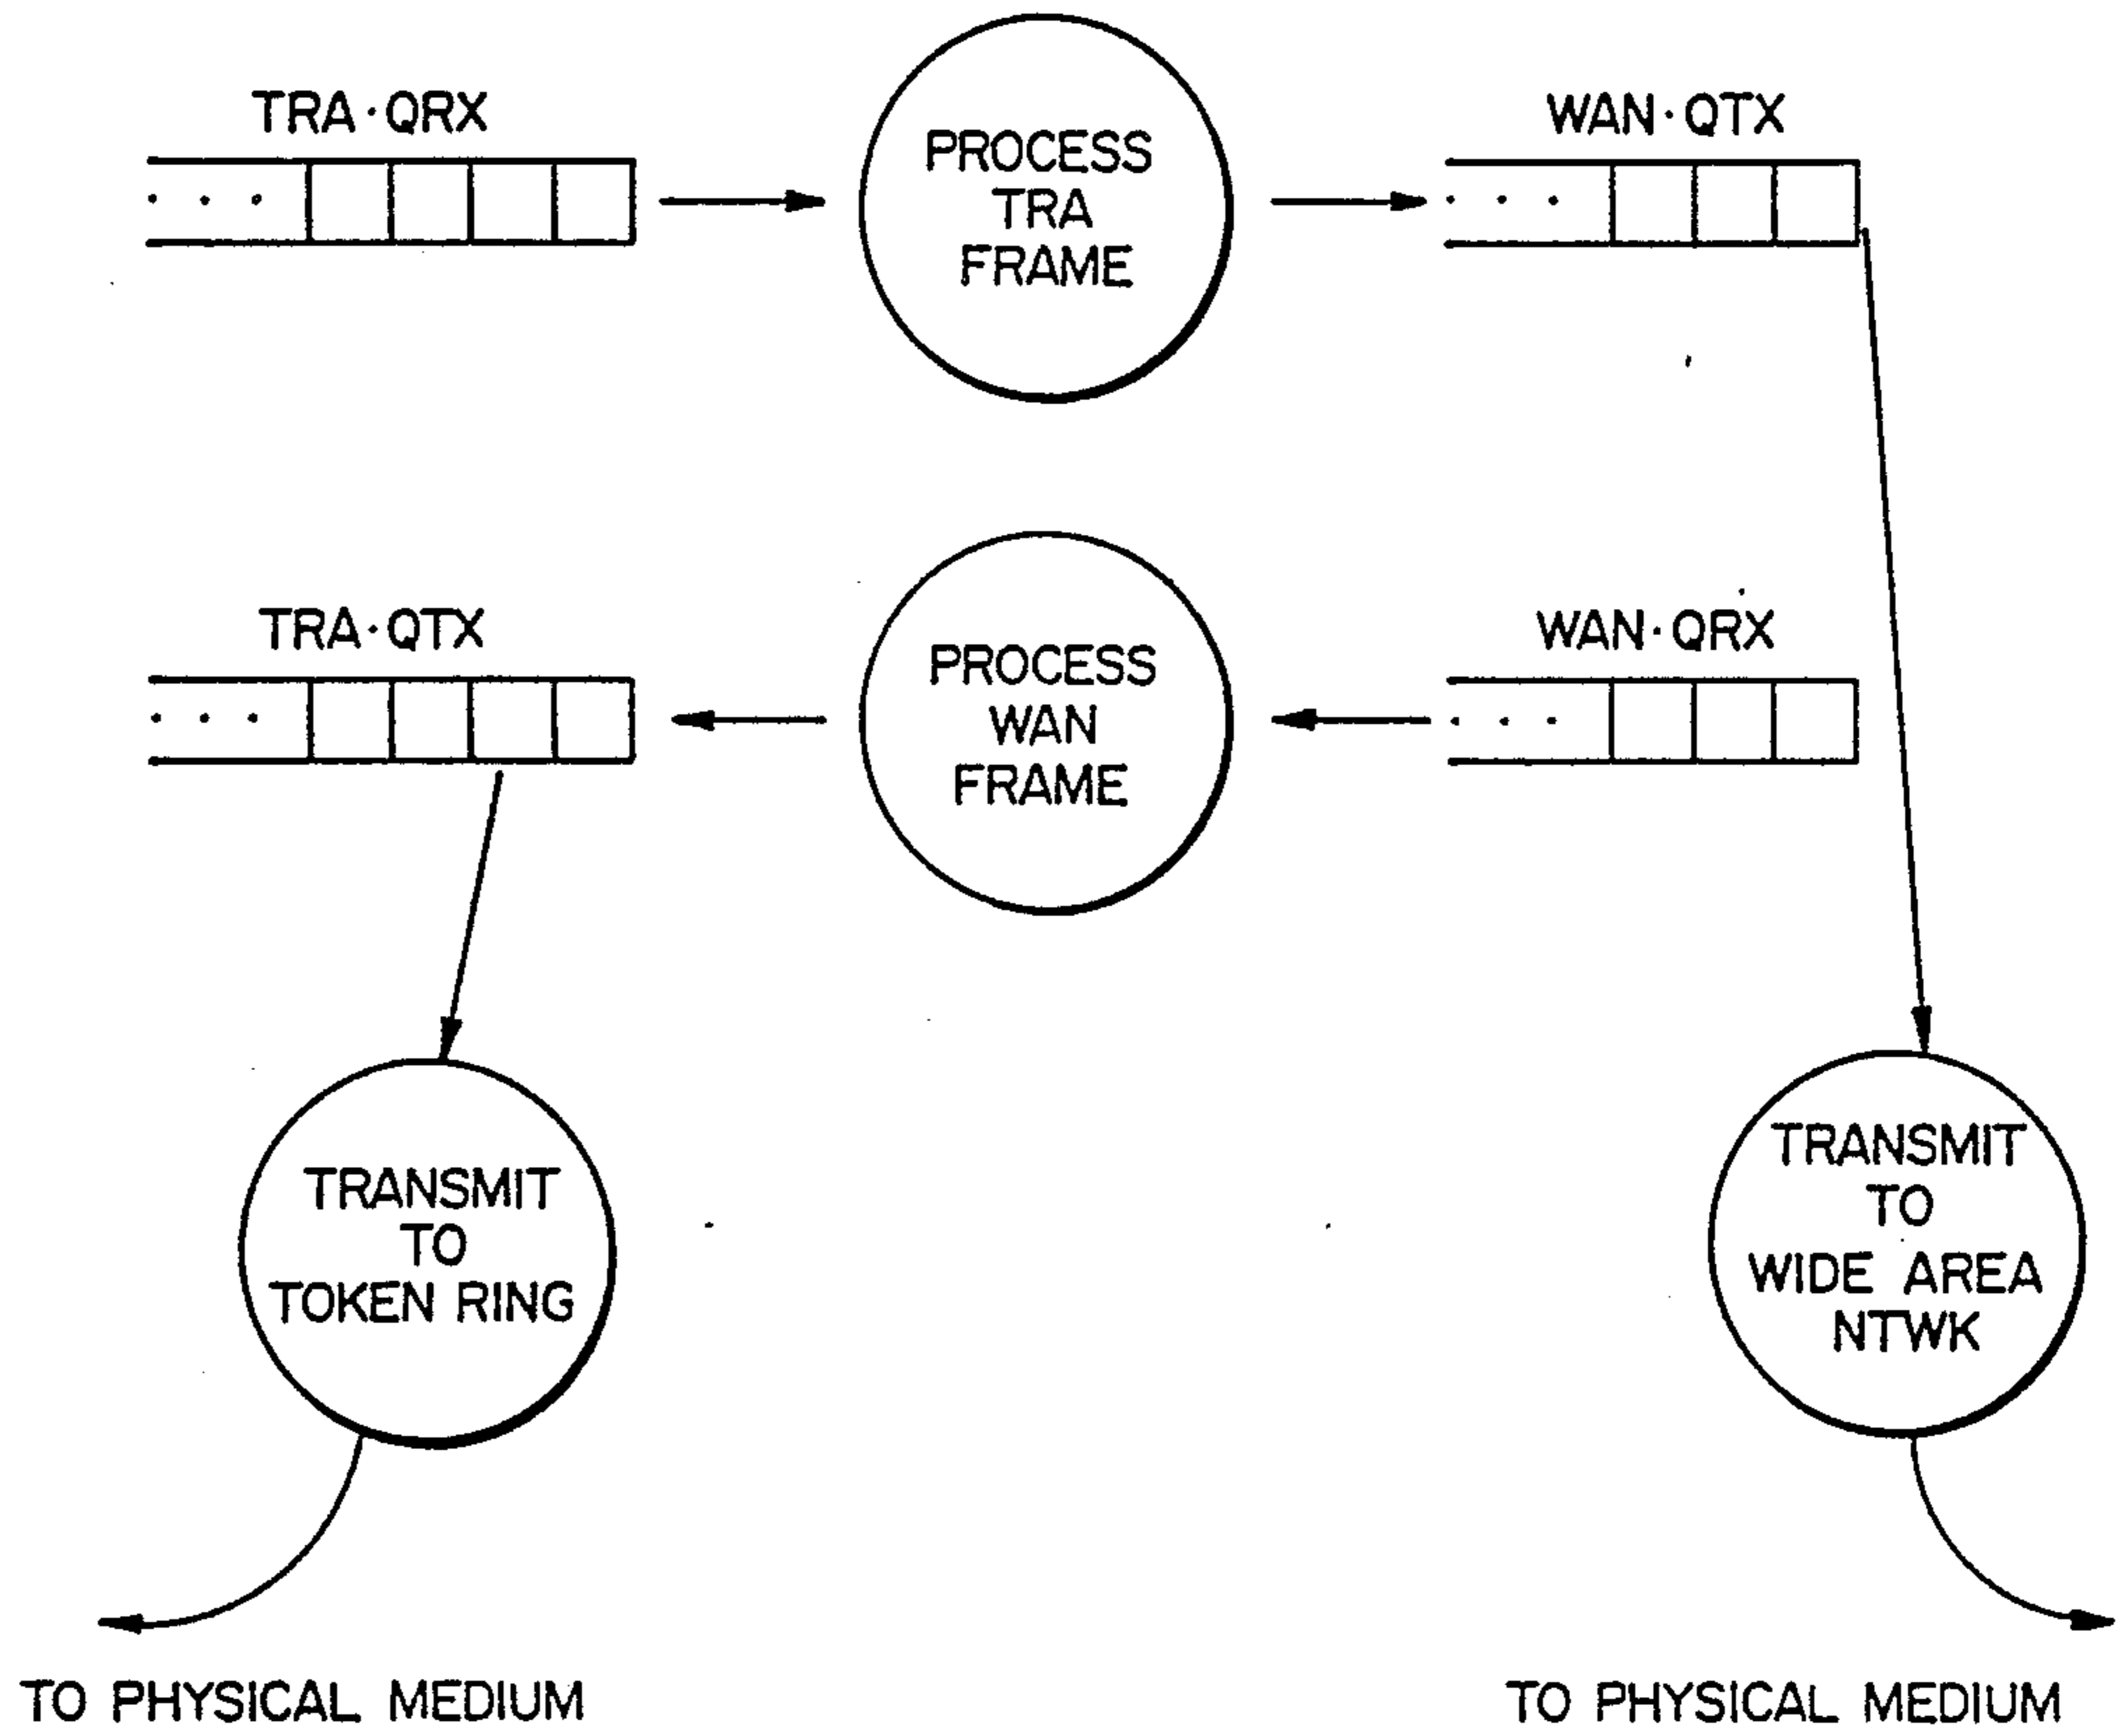 TRA·QRX
PROCESS
TRA
FRAME
WAN·QTX
TRA·QTX
PROCESS
WAN
FRAME
WAN·QRX
TRANSMIT
TO
TOKEN RING
TRANSMIT
TO
WIDE AREA
NTWK
TO PHYSICAL MEDIUM
TO PHYSICAL MEDIUM